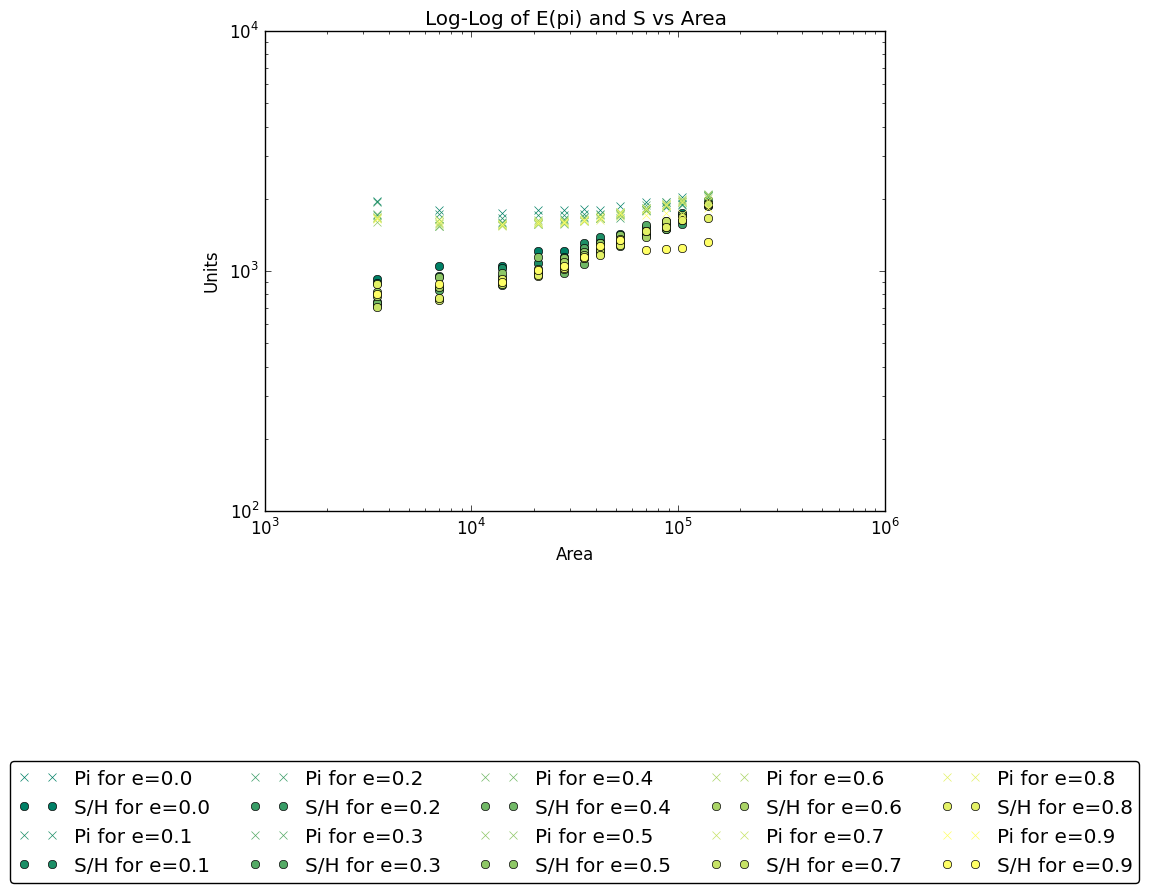 Log-Log of E(pi) and S vs Area
10^4
10^3
10^2
Units
10^3 10^4 10^5 10^6
Area
Pi for e=0.0 Pi for e=0.2 Pi for e=0.4 Pi for e=0.6 Pi for e=0.8
S/H for e=0.0 S/H for e=0.2 S/H for e=0.4 S/H for e=0.6 S/H for e=0.8
Pi for e=0.1 Pi for e=0.3 Pi for e=0.5 Pi for e=0.7 Pi for e=0.9
S/H for e=0.1 S/H for e=0.3 S/H for e=0.5 S/H for e=0.7 S/H for e=0.9